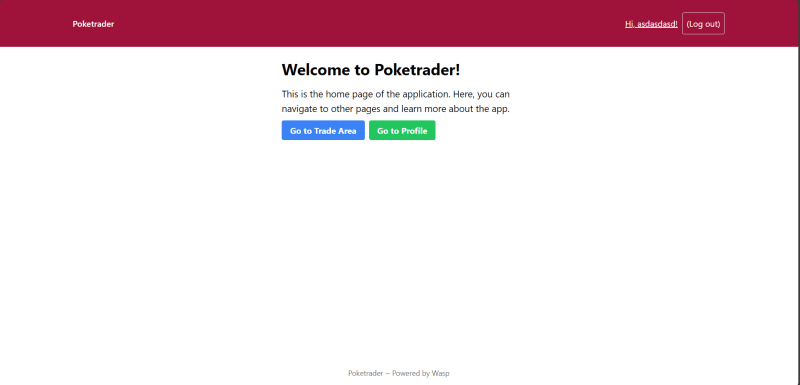 Poketrader
Hi, asdasdasd! (Log out)
Welcome to Poketrader!
This is the home page of the application. Here, you can
navigate to other pages and learn more about the app.
Go to Trade Area Go to Profile
Poketrader ~ Powered by Wasp